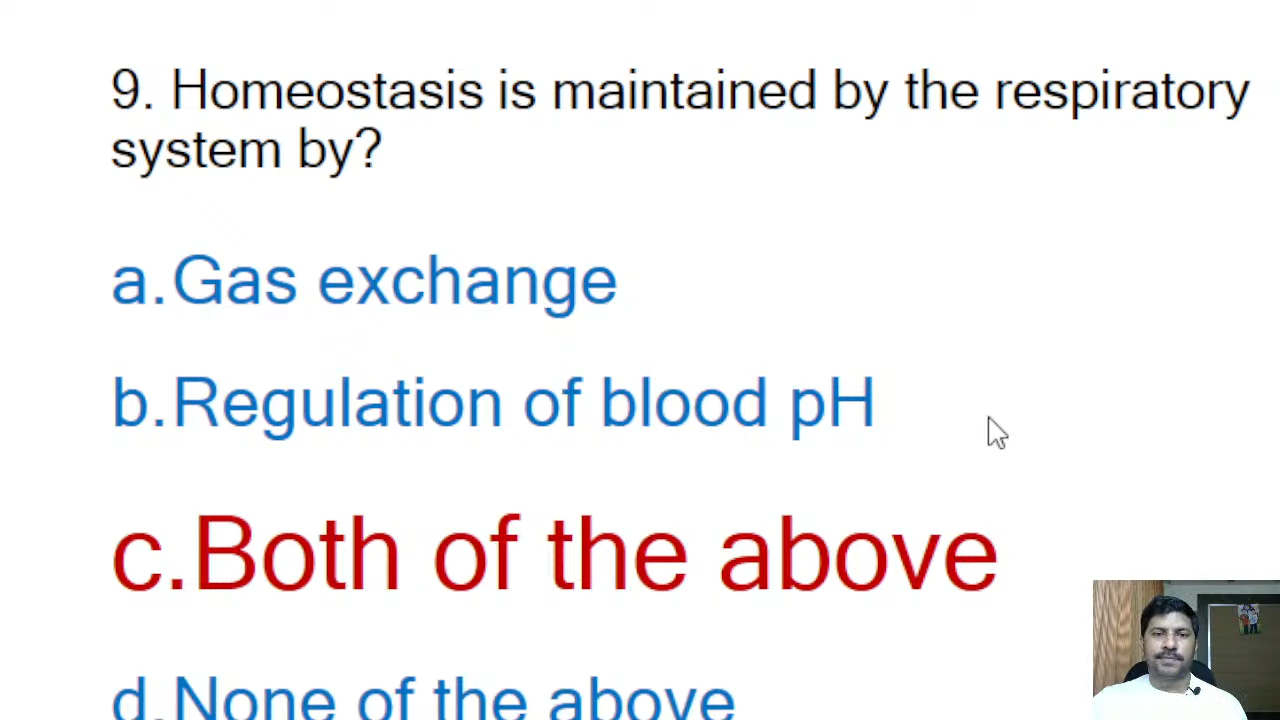 9. Homeostasis is maintained by the respiratory
system by?
a.Gas exchange
b.Regulation of blood pH
c.Both of the above
d.None of the above